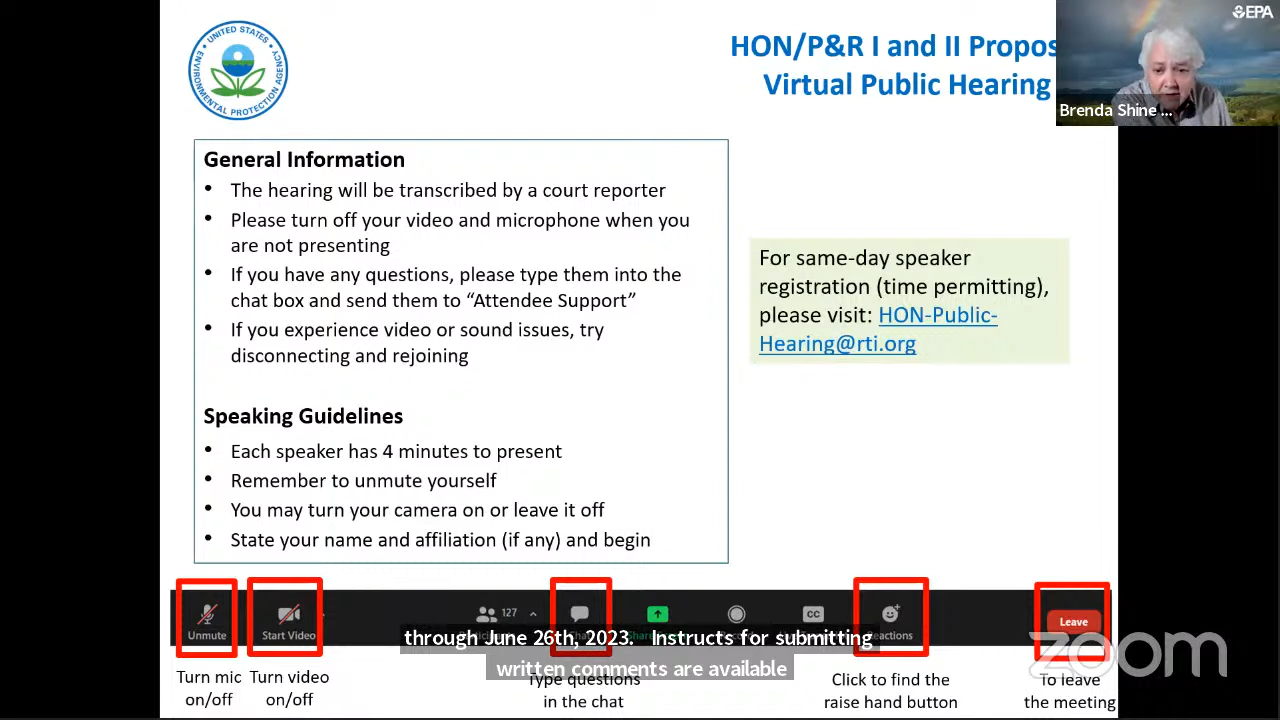 UNITED STATES
ENVIRONMENTAL PROTECTION AGENCY
HON/P&R I and II Propos
Virtual Public Hearing
EPA
Brenda Shine ...
General Information
• The hearing will be transcribed by a court reporter
• Please turn off your video and microphone when you
are not presenting
• If you have any questions, please type them into the
chat box and send them to “Attendee Support”
• If you experience video or sound issues, try
disconnecting and rejoining
Speaking Guidelines
• Each speaker has 4 minutes to present
• Remember to unmute yourself
• You may turn your camera on or leave it off
• State your name and affiliation (if any) and begin
For same-day speaker
registration (time permitting),
please visit: HON-Public-
Hearing@rti.org
127
CC
Unmute
Start Video
Leave
through June 26th, 2023. Instructs for submitting
written comments are available
zoom
Turn mic
on/off
Turn video
on/off
Type questions
in the chat
Click to find the
raise hand button
To leave
the meeting